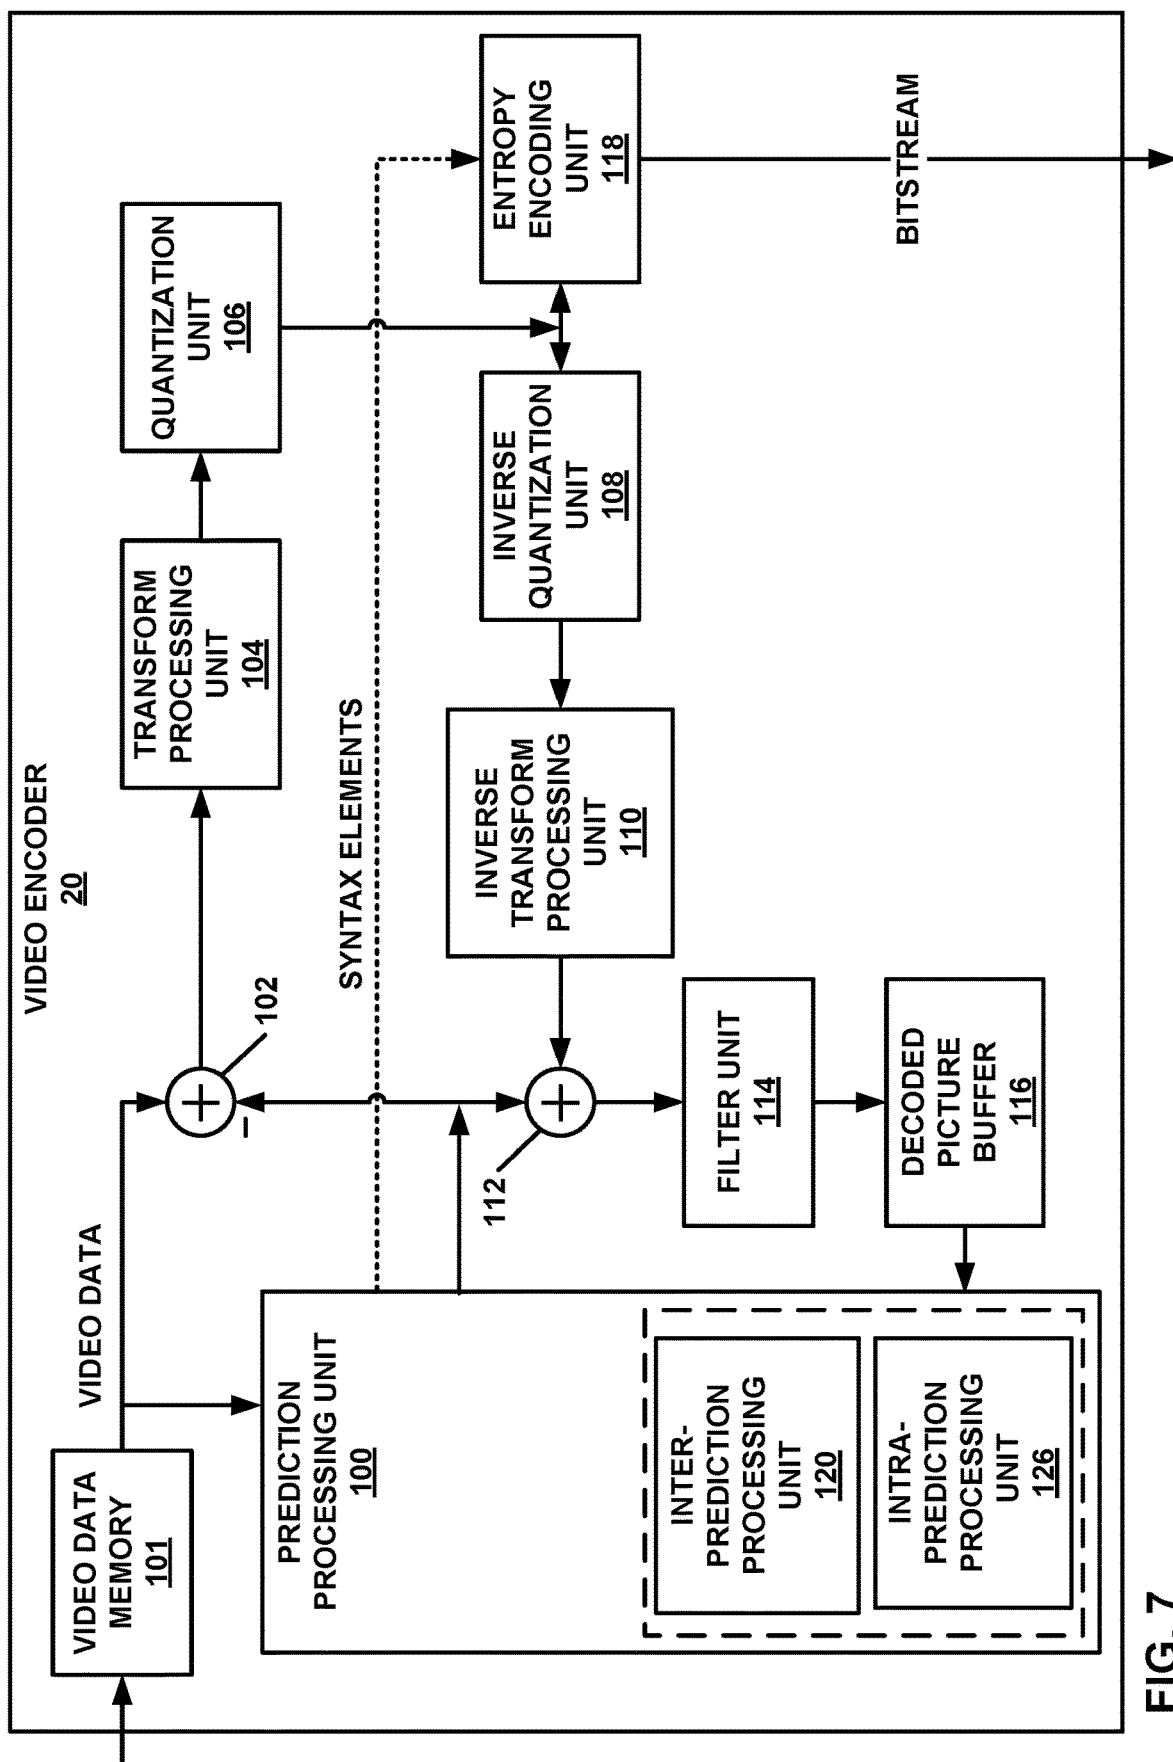 VIDEO ENCODER
20
VIDEO DATA
MEMORY
101
VIDEO DATA
102
TRANSFORM
PROCESSING
UNIT
104
QUANTIZATION
UNIT
106
PREDICTION
PROCESSING UNIT
100
SYNTAX ELEMENTS
–
112
INVERSE
TRANSFORM
PROCESSING
UNIT
110
INVERSE
QUANTIZATION
UNIT
108
ENTROPY
ENCODING
UNIT
118
FILTER UNIT
114
DECODED
PICTURE
BUFFER
116
INTER-
PREDICTION
PROCESSING
UNIT
120
INTRA-
PREDICTION
PROCESSING
UNIT
126
BITSTREAM
FIG. 7